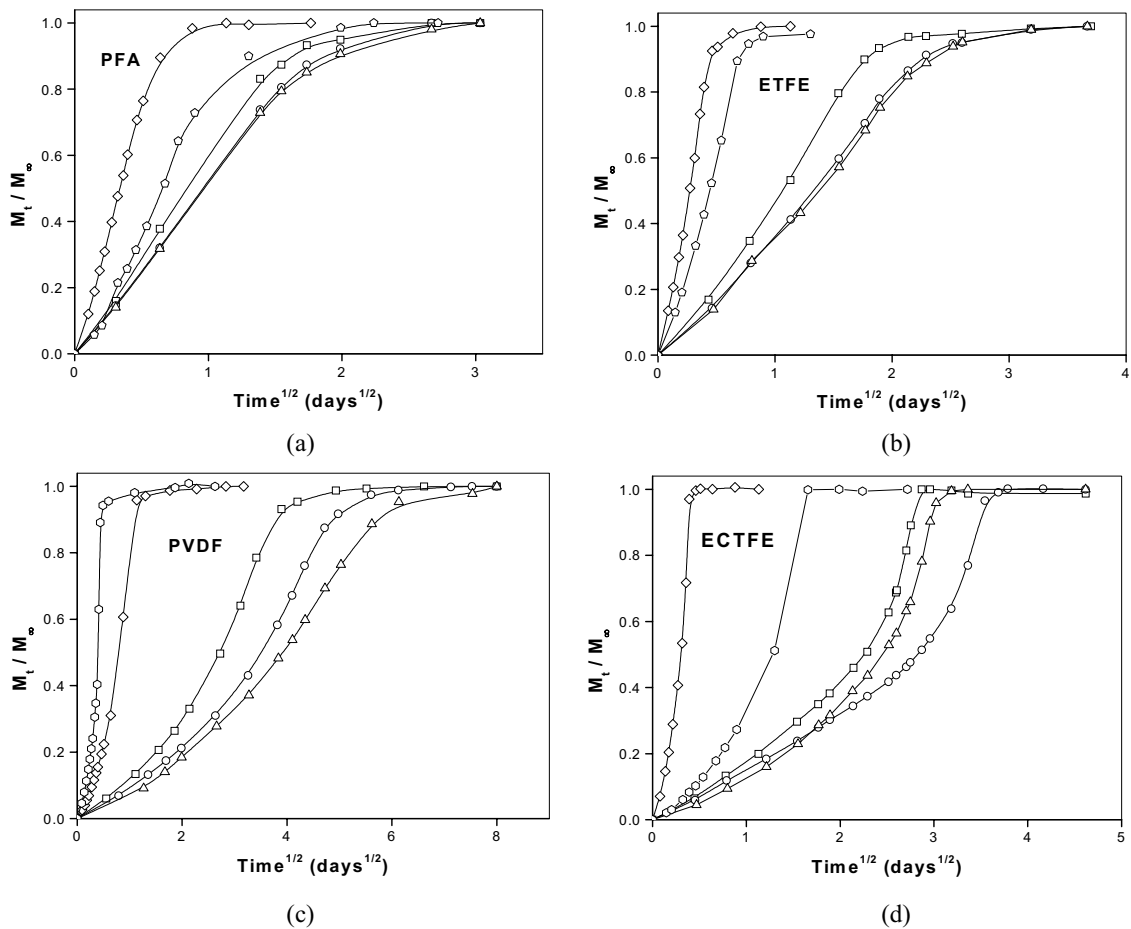 PFA
1.0
0.8
0.6
0.4
0.2
0.0
M_t / M_∞
0 1 2 3
Time^1/2 (days^1/2)
(a)
ETFE
1.0
0.8
0.6
0.4
0.2
0.0
M_t / M_∞
0 1 2 3 4
Time^1/2 (days^1/2)
(b)
PVDF
1.0
0.8
0.6
0.4
0.2
0.0
M_t / M_∞
0 2 4 6 8
Time^1/2 (days^1/2)
(c)
ECTFE
1.0
0.8
0.6
0.4
0.2
0.0
M_t / M_∞
0 1 2 3 4 5
Time^1/2 (days^1/2)
(d)